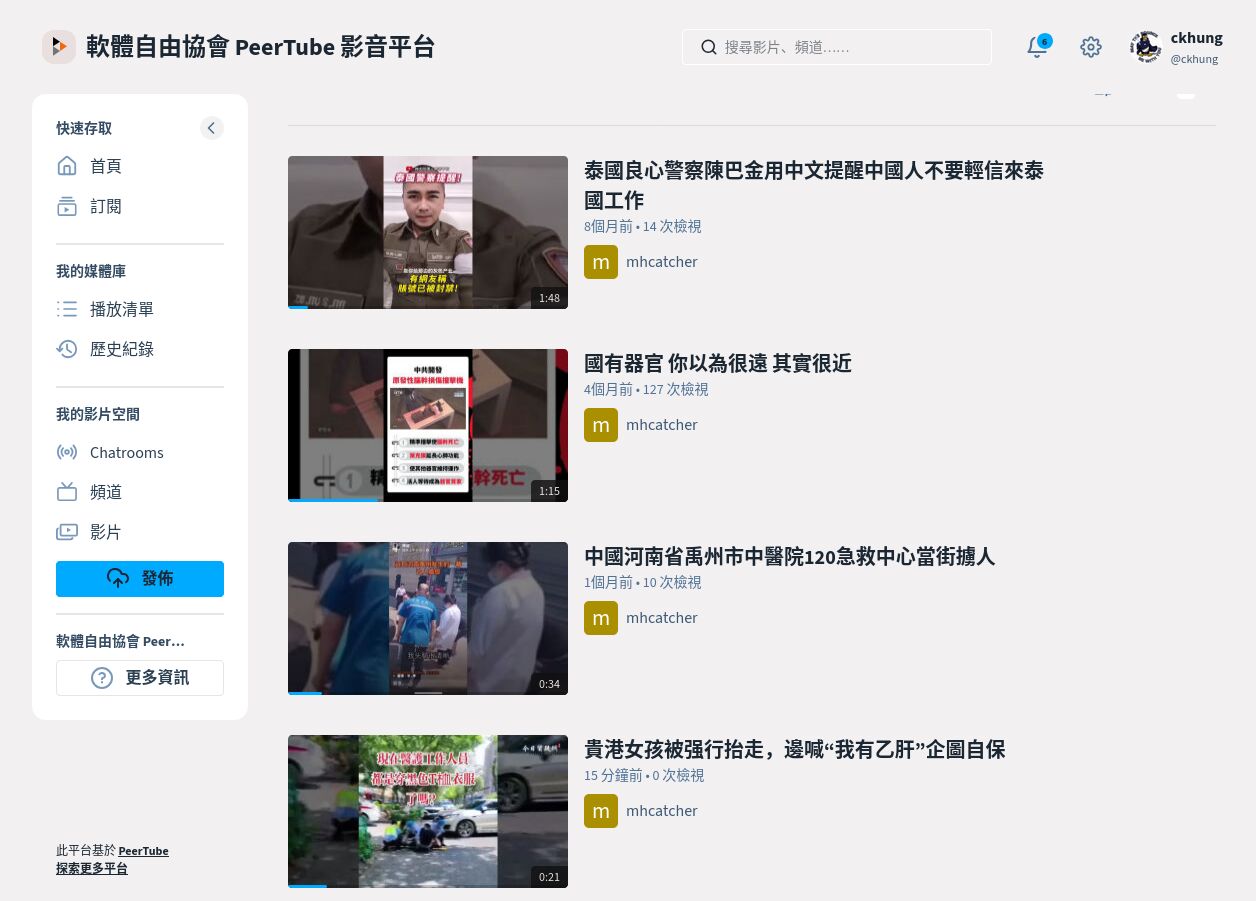 軟體自由協會 PeerTube 影音平台
搜尋影片、頻道……
6
ckhung
@ckhung
快速存取
首頁
訂閱
我的媒體庫
播放清單
歷史紀錄
我的影片空間
Chatrooms
頻道
影片
發佈
軟體自由協會 Peer…
更多資訊
此平台基於 PeerTube
探索更多平台
泰國警察提醒!
有網友稱
賬號已被封禁!
1:48
泰國良心警察陳巴金用中文提醒中國人不要輕信來泰
國工作
8個月前 • 14 次檢視
m
mhcatcher
中共開發
原發性腦幹損傷撞擊機
1:15
國有器官 你以為很遠 其實很近
4個月前 • 127 次檢視
m
mhcatcher
0:34
中國河南省禹州市中醫院120急救中心當街擄人
1個月前 • 10 次檢視
m
mhcatcher
現在醫護工作人員
都是穿黑色T恤衣服
了嗎?
0:21
貴港女孩被强行抬走，邊喊“我有乙肝”企圖自保
15 分鐘前 • 0 次檢視
m
mhcatcher